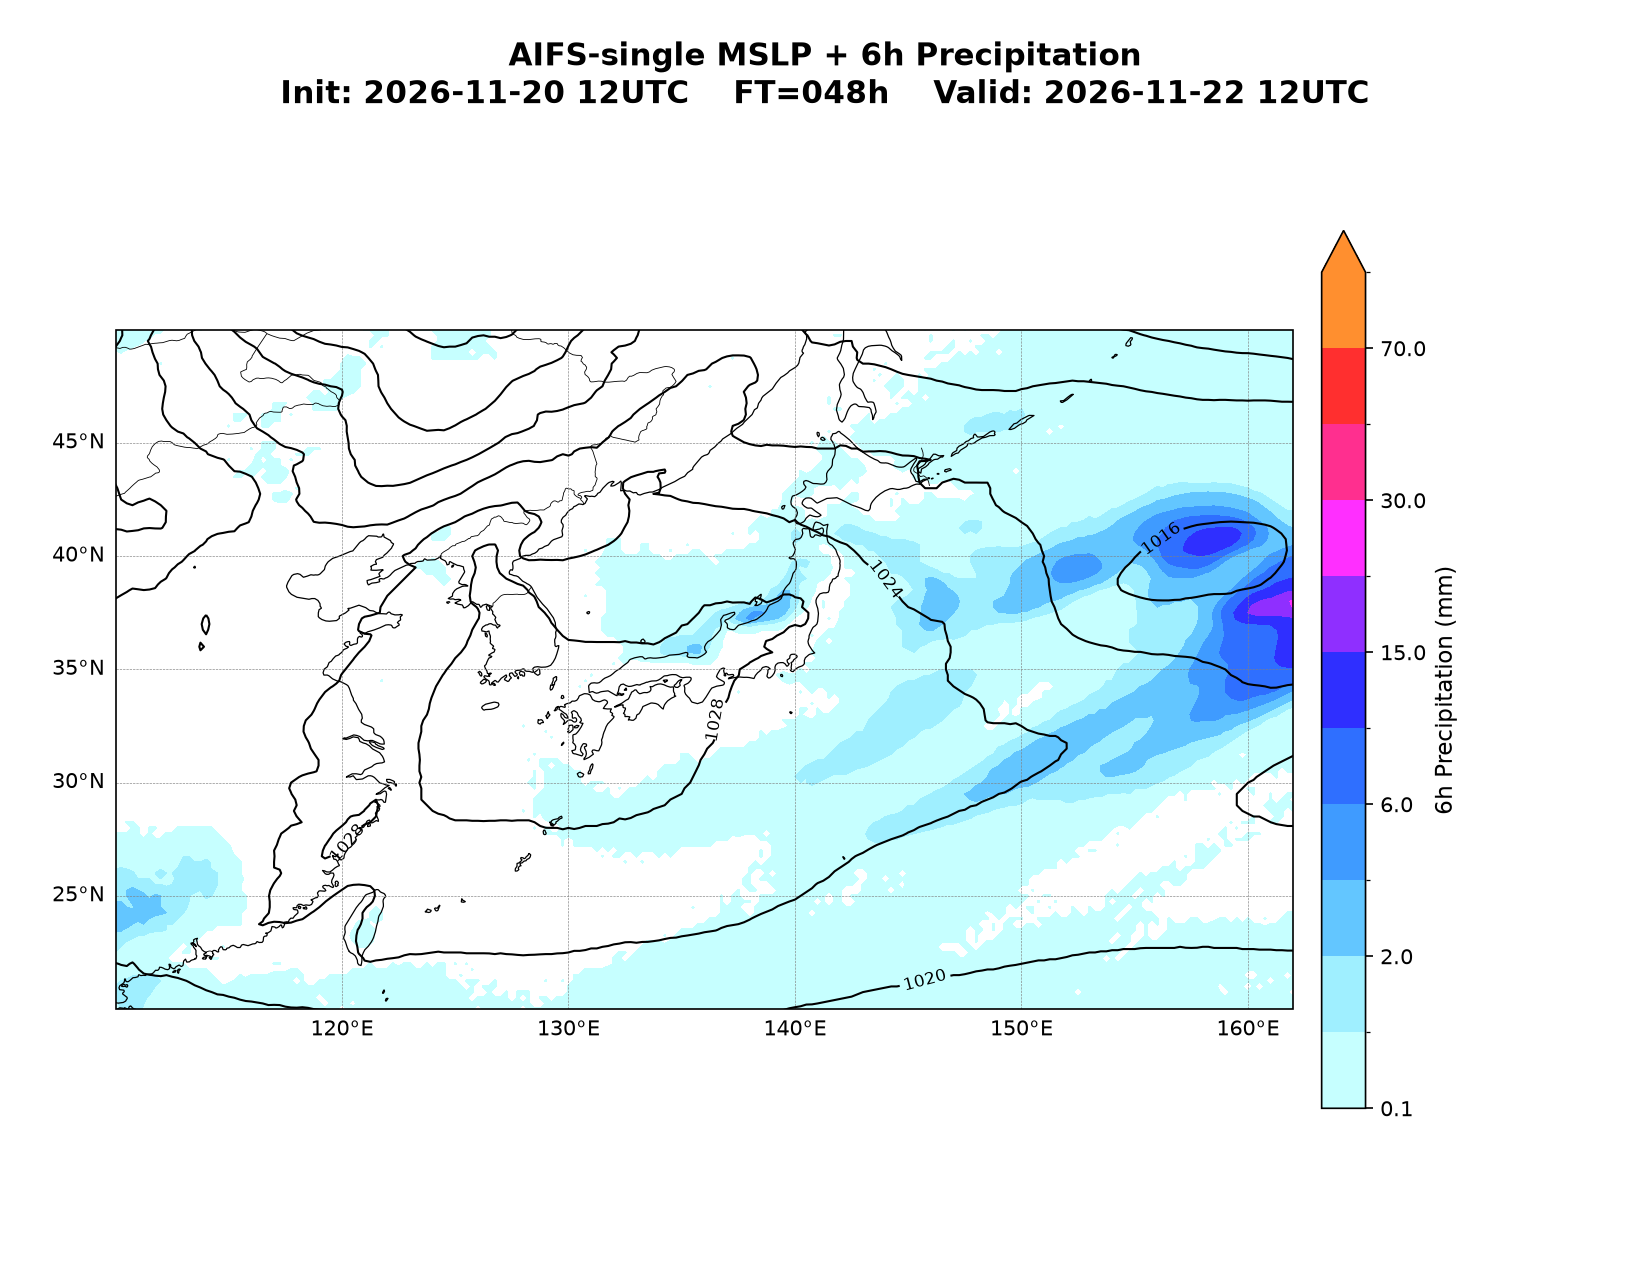 AIFS-single MSLP + 6h Precipitation
Init: 2026-11-20 12UTC    FT=048h    Valid: 2026-11-22 12UTC
70.0
30.0
15.0
6.0
2.0
0.1
6h Precipitation (mm)
45°N
40°N
35°N
30°N
25°N
120°E
130°E
140°E
150°E
160°E
1016
1024
1028
1028
1020